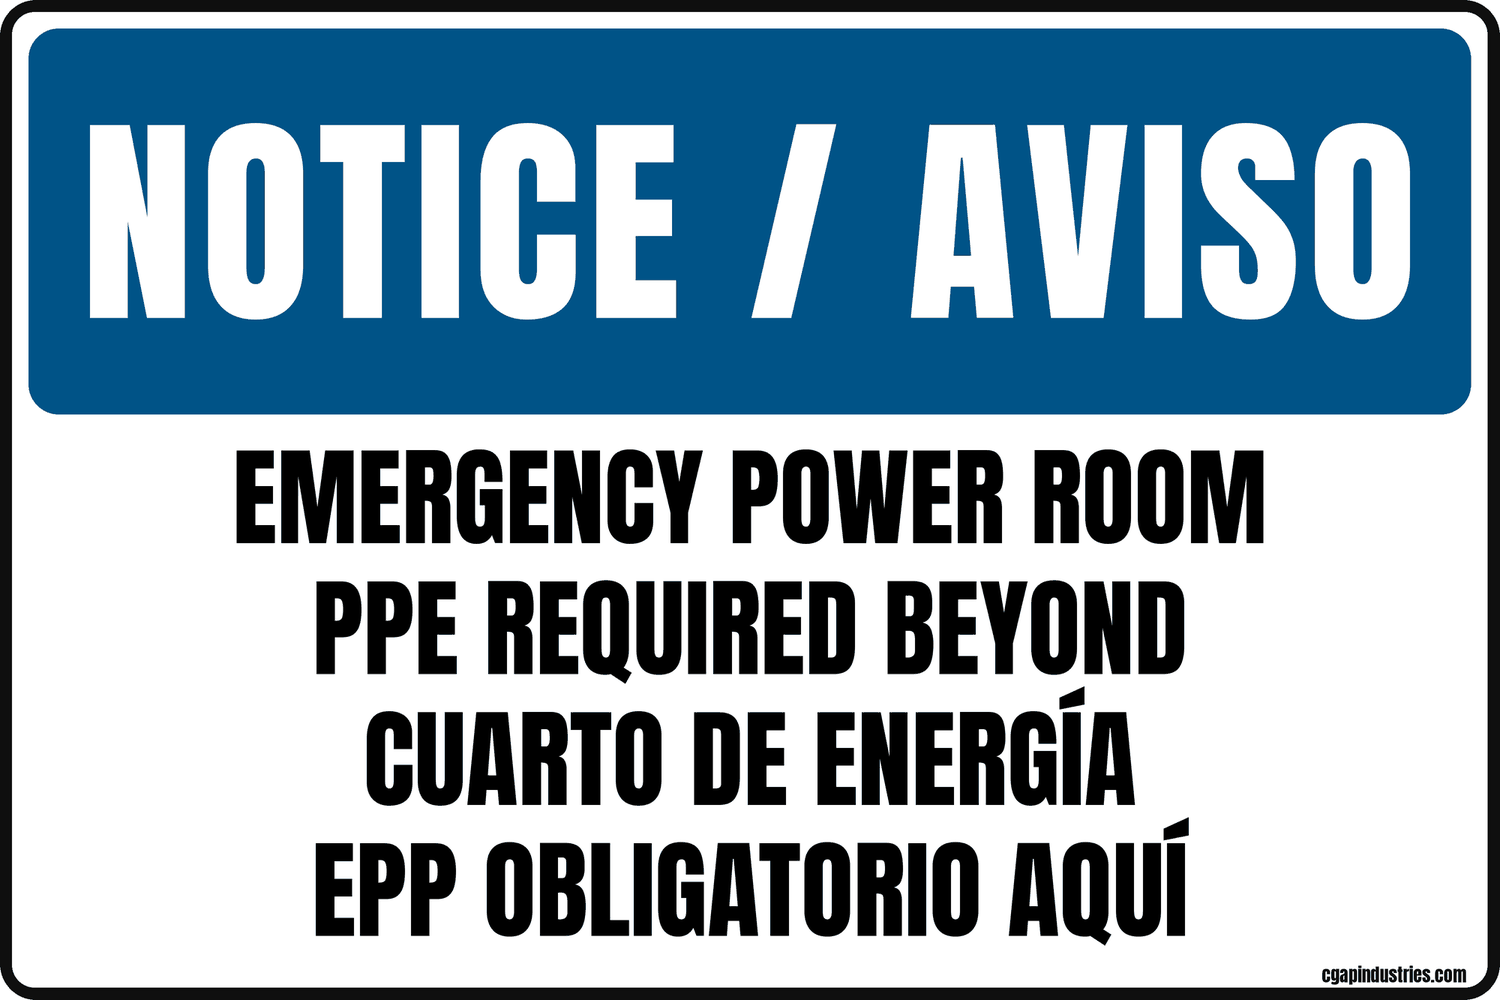 NOTICE / AVISO
EMERGENCY POWER ROOM
PPE REQUIRED BEYOND
CUARTO DE ENERGÍA
EPP OBLIGATORIO AQUÍ
cgapindustries.com